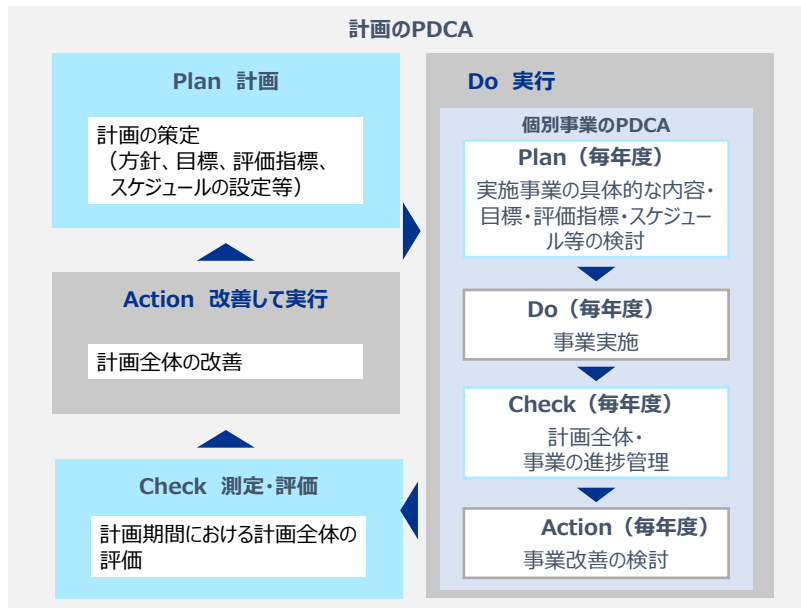 計画のPDCA
Plan 計画
計画の策定
（方針、目標、評価指標、
スケジュールの設定等）
Action 改善して実行
計画全体の改善
Check 測定・評価
計画期間における計画全体の
評価
Do 実行
個別事業のPDCA
Plan（毎年度）
実施事業の具体的な内容・
目標・評価指標・スケジュー
ル等の検討
Do（毎年度）
事業実施
Check（毎年度）
計画全体・
事業の進捗管理
Action（毎年度）
事業改善の検討